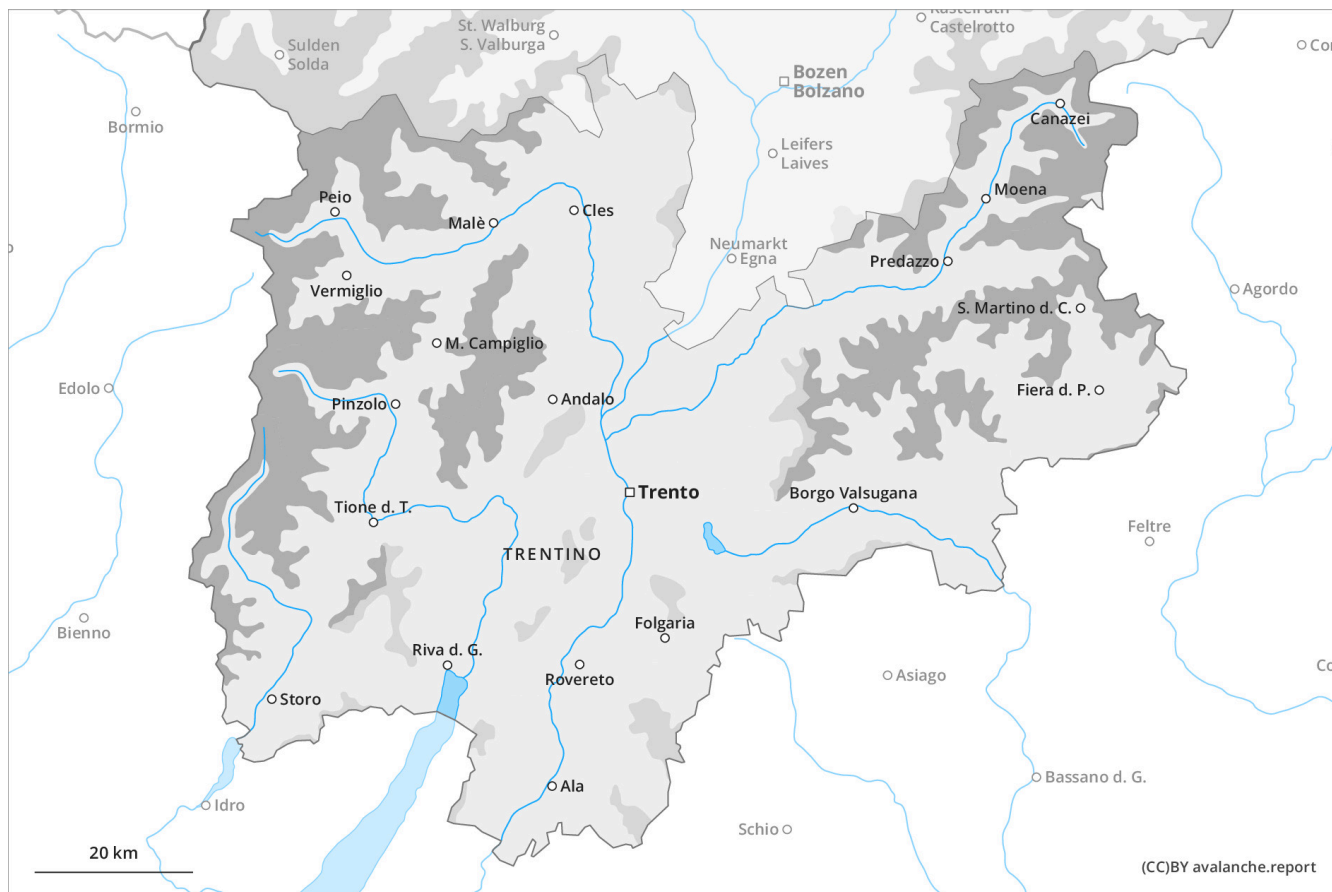 Kastelruth
Castelrotto
St. Walburg
S. Valburga
Sulden
Solda
Bozen
Bolzano
Bormio
Canazei
Leifers
Laives
Moena
Peio
Malè
Cles
Neumarkt
Egna
Predazzo
Vermiglio
Agordo
S. Martino d. C.
M. Campiglio
Edolo
Fiera d. P.
Pinzolo
Andalo
Trento
Borgo Valsugana
Tione d. T.
Feltre
TRENTINO
Bienno
Folgaria
Riva d. G.
Rovereto
Asiago
Storo
Bassano d. G.
Ala
Idro
Schio
20 km
(CC)BY avalanche.report